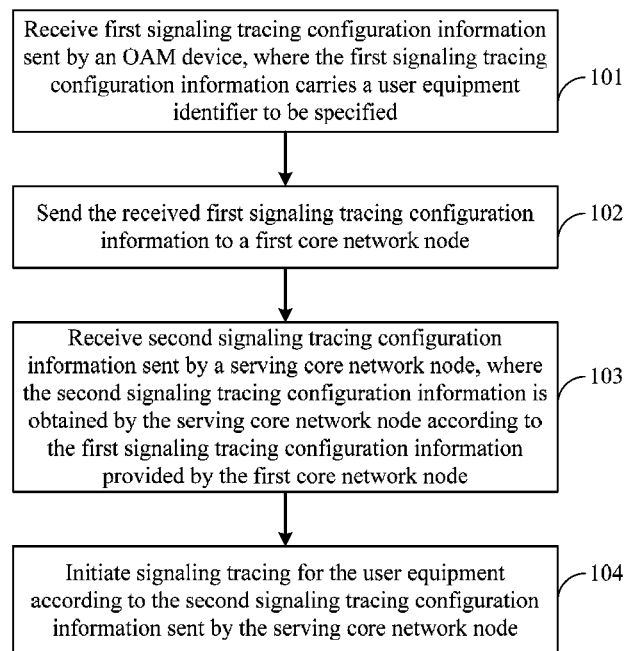 Receive first signaling tracing configuration information
sent by an OAM device, where the first signaling tracing
configuration information carries a user equipment
identifier to be specified
101
Send the received first signaling tracing configuration
information to a first core network node
102
Receive second signaling tracing configuration
information sent by a serving core network node, where
the second signaling tracing configuration information is
obtained by the serving core network node according to
the first signaling tracing configuration information
provided by the first core network node
103
Initiate signaling tracing for the user equipment
according to the second signaling tracing configuration
information sent by the serving core network node
104